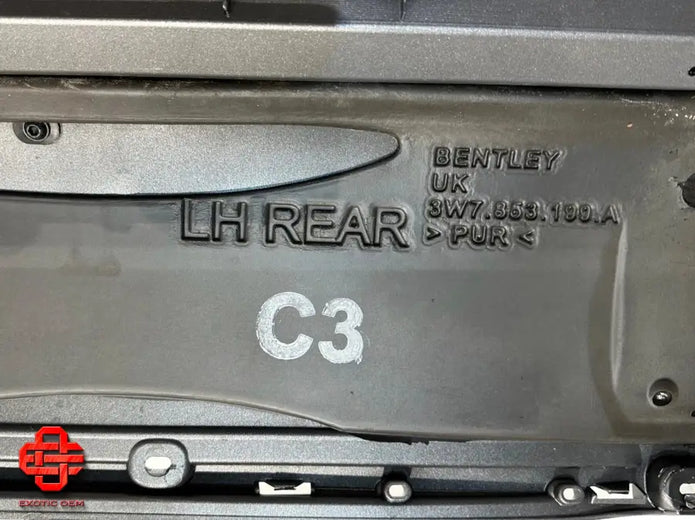 BENTLEY
UK
3W7.853.190.A
LH REAR >PUR<
C3
EXOTIC OEM